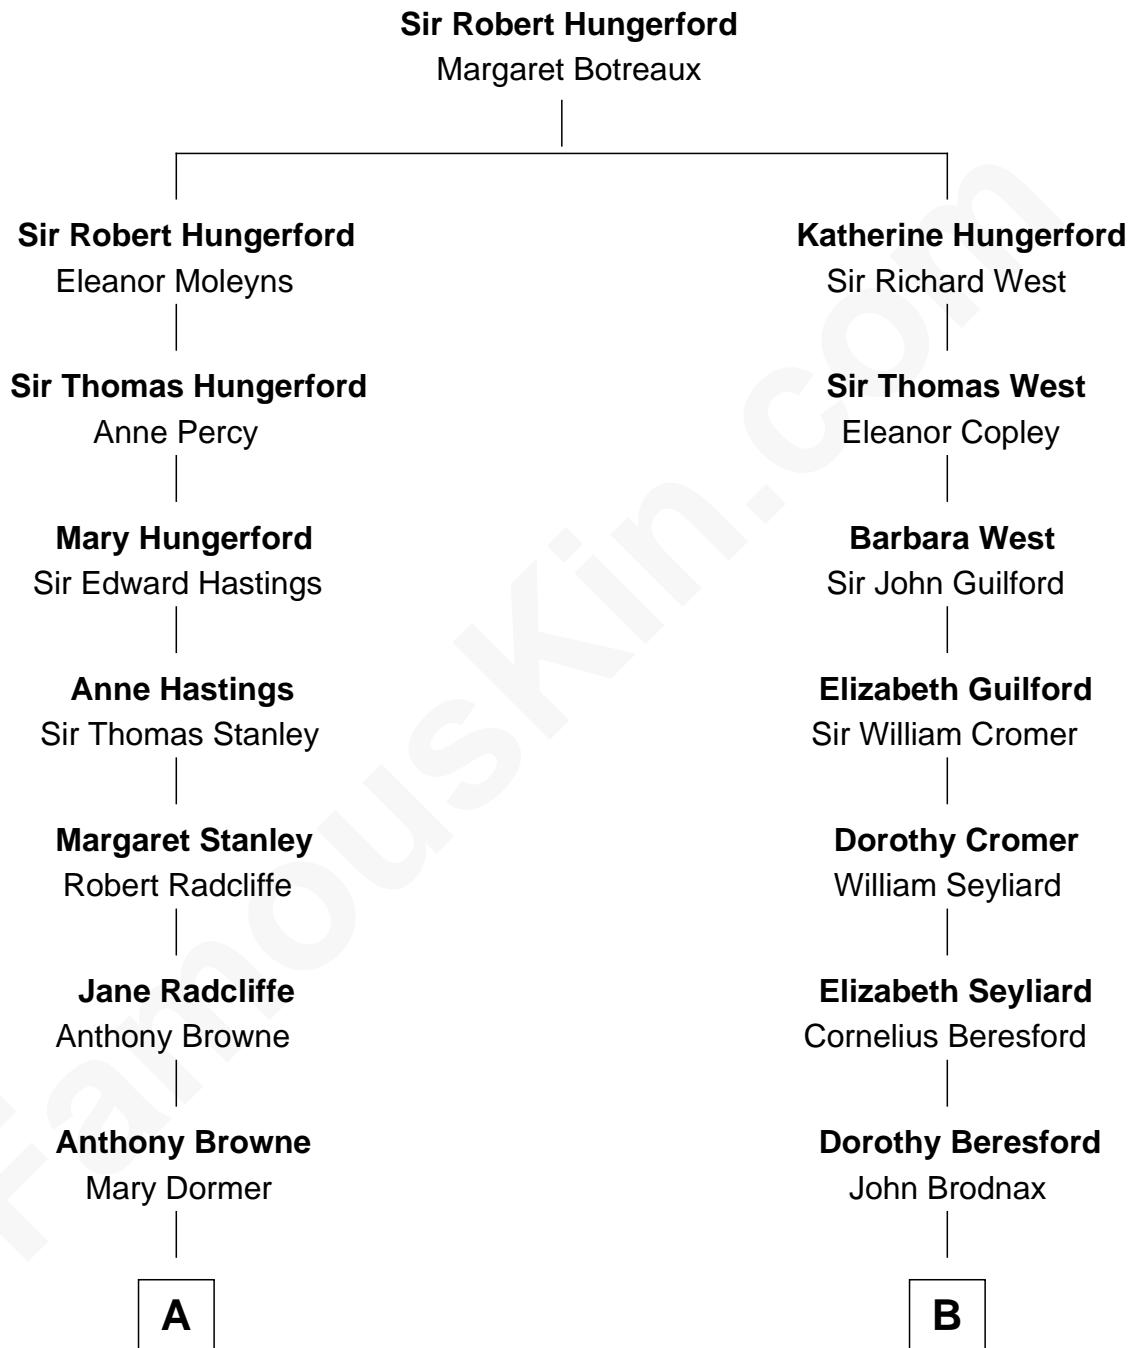 Sir Robert Hungerford
Margaret Botreaux
Sir Robert Hungerford
Eleanor Moleyns
Katherine Hungerford
Sir Richard West
Sir Thomas Hungerford
Anne Percy
Sir Thomas West
Eleanor Copley
Mary Hungerford
Sir Edward Hastings
Barbara West
Sir John Guilford
Anne Hastings
Sir Thomas Stanley
Elizabeth Guilford
Sir William Cromer
Margaret Stanley
Robert Radcliffe
Dorothy Cromer
William Seyliard
Jane Radcliffe
Anthony Browne
Elizabeth Seyliard
Cornelius Beresford
Anthony Browne
Mary Dormer
Dorothy Beresford
John Brodnax
A
B
FamousKin.com